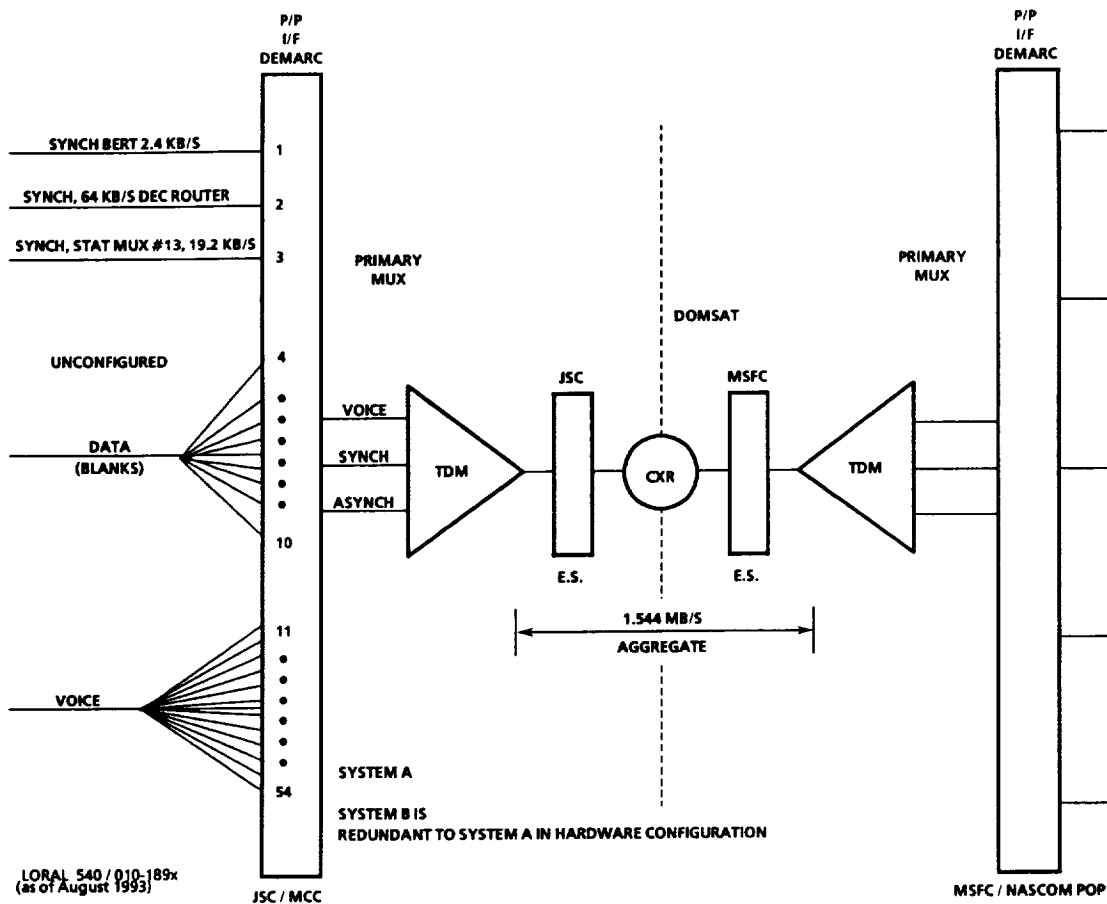 P/P
I/F
DEMARC
P/P
I/F
DEMARC
SYNCH BERT 2.4 KB/S
1
SYNCH, 64 KB/S DEC ROUTER
2
SYNCH, STAT MUX #13, 19.2 KB/S
3
PRIMARY
MUX
PRIMARY
MUX
DOMSAT
UNCONFIGURED
4
JSC
MSFC
VOICE
DATA
(BLANKS)
SYNCH
TDM
CXR
TDM
ASYNCH
10
E.S.
E.S.
1.544 MB/S
AGGREGATE
11
VOICE
54
SYSTEM A
SYSTEM B IS
REDUNDANT TO SYSTEM A IN HARDWARE CONFIGURATION
LORAL 540 / 010-189x
(as of August 1993)
JSC / MCC
MSFC / NASCOM POP